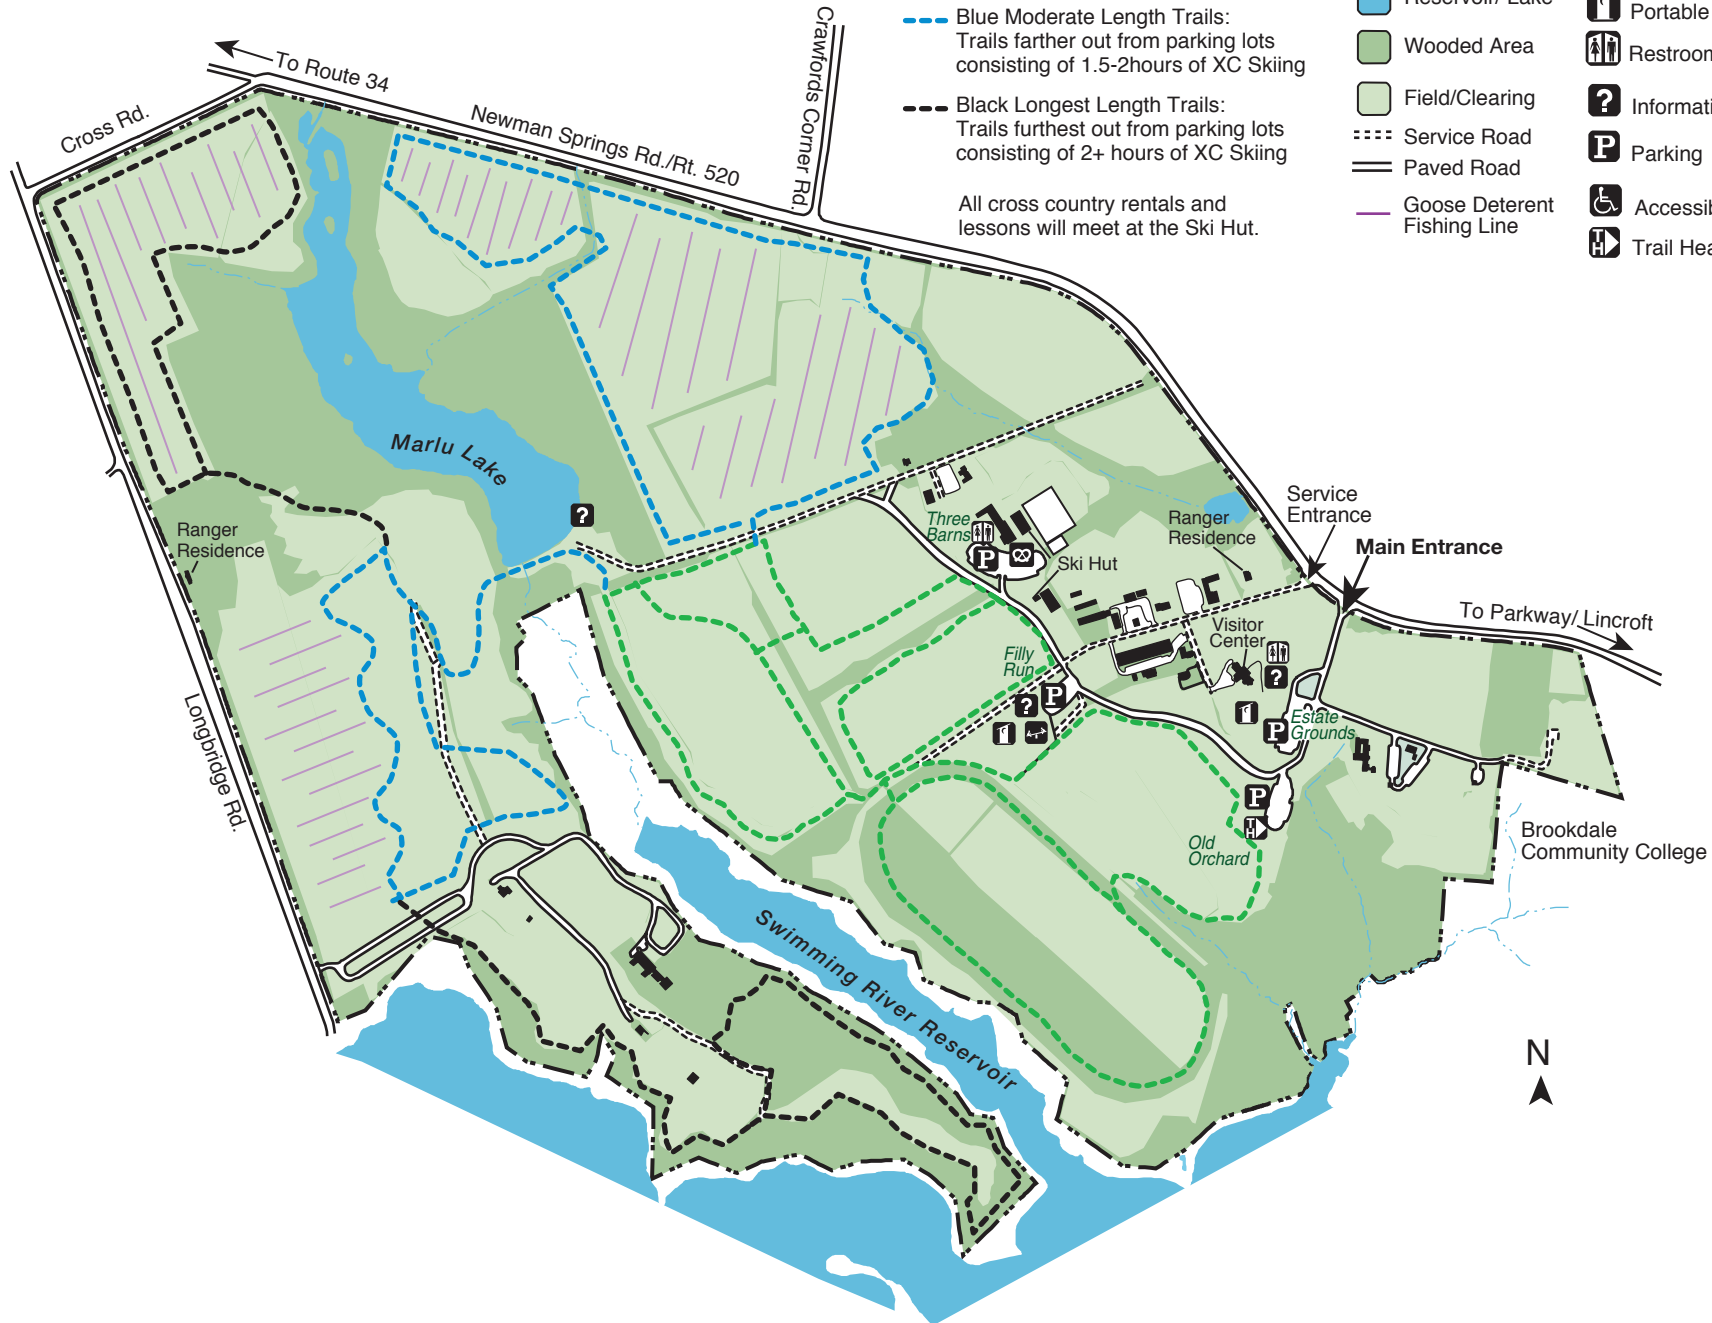 Blue Moderate Length Trails:
Trails farther out from parking lots
consisting of 1.5-2hours of XC Skiing
Black Longest Length Trails:
Trails furthest out from parking lots
consisting of 2+ hours of XC Skiing
All cross country rentals and
lessons will meet at the Ski Hut.
Wooded Area
Field/Clearing
Service Road
Paved Road
Goose Deterent
Fishing Line
Portable
?
P
Parking
TH
To Route 34
Cross Rd.
Newman Springs Rd./Rt. 520
Crawfords Corner Rd.
Marlu Lake
?
Ranger
Residence
Three
Barns
P
Ski Hut
Ranger
Residence
Service
Entrance
Main Entrance
To Parkway/ Lincroft
Visitor
Center
?
Filly
Run
P
?
Estate
Grounds
P
P
TH
Old
Orchard
Longbridge Rd.
Brookdale
Community College
Swimming River Reservoir
N